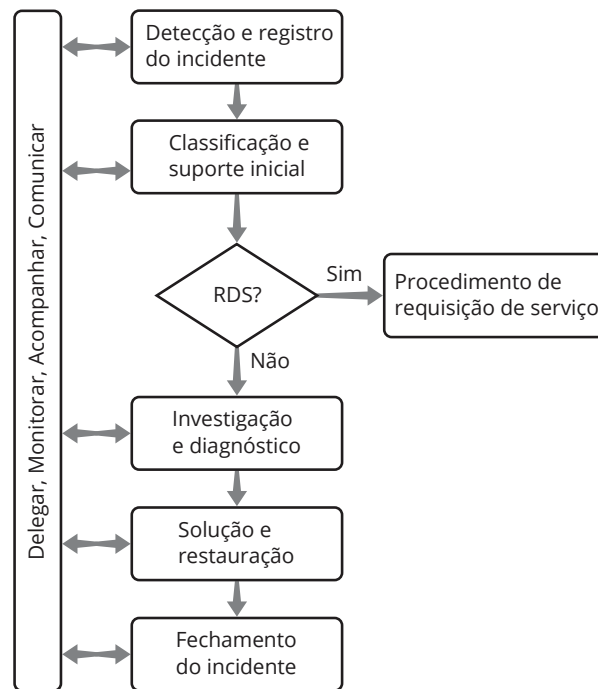 Delegar, Monitorar, Acompanhar, Comunicar
Detecção e registro
do incidente
Classificação e
suporte inicial
RDS?
Sim
Procedimento de
requisição de serviço
Não
Investigação
e diagnóstico
Solução e
restauração
Fechamento
do incidente